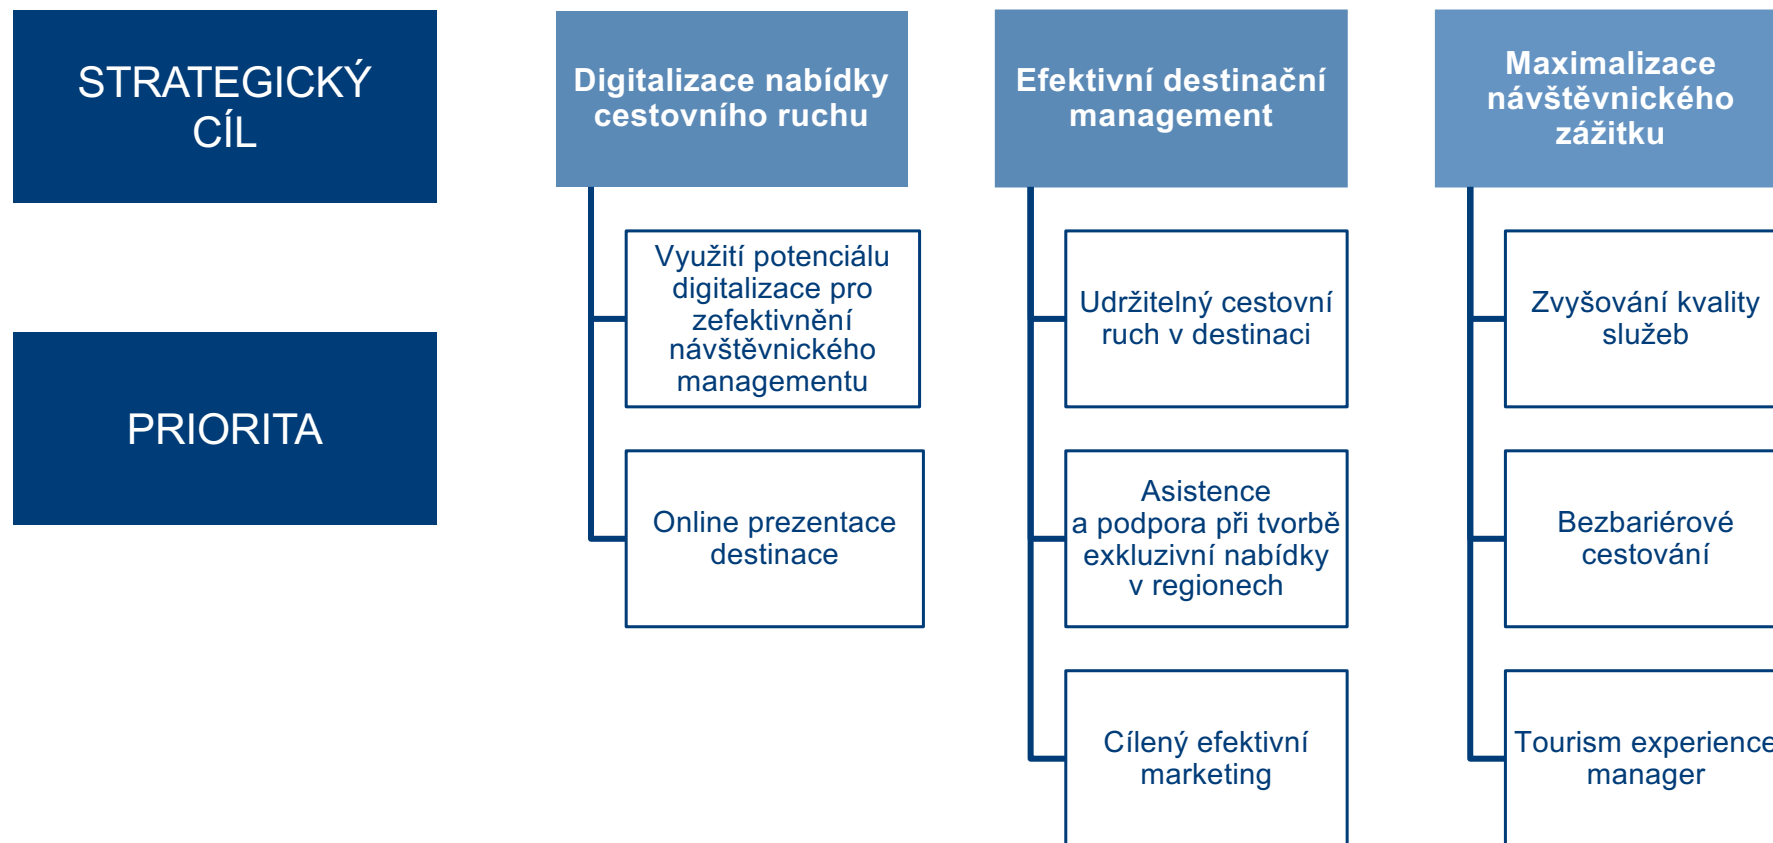 STRATEGICKÝ
CÍL
PRIORITA
Digitalizace nabídky
cestovního ruchu
Využití potenciálu
digitalizace pro
zefektivnění
návštěvnického
managementu
Online prezentace
destinace
Efektivní destinační
management
Udržitelný cestovní
ruch v destinaci
Asistence
a podpora při tvorbě
exkluzivní nabídky
v regionech
Cílený efektivní
marketing
Maximalizace
návštěvnického
zážitku
Zvyšování kvality
služeb
Bezbariérové
cestování
Tourism experience
manager